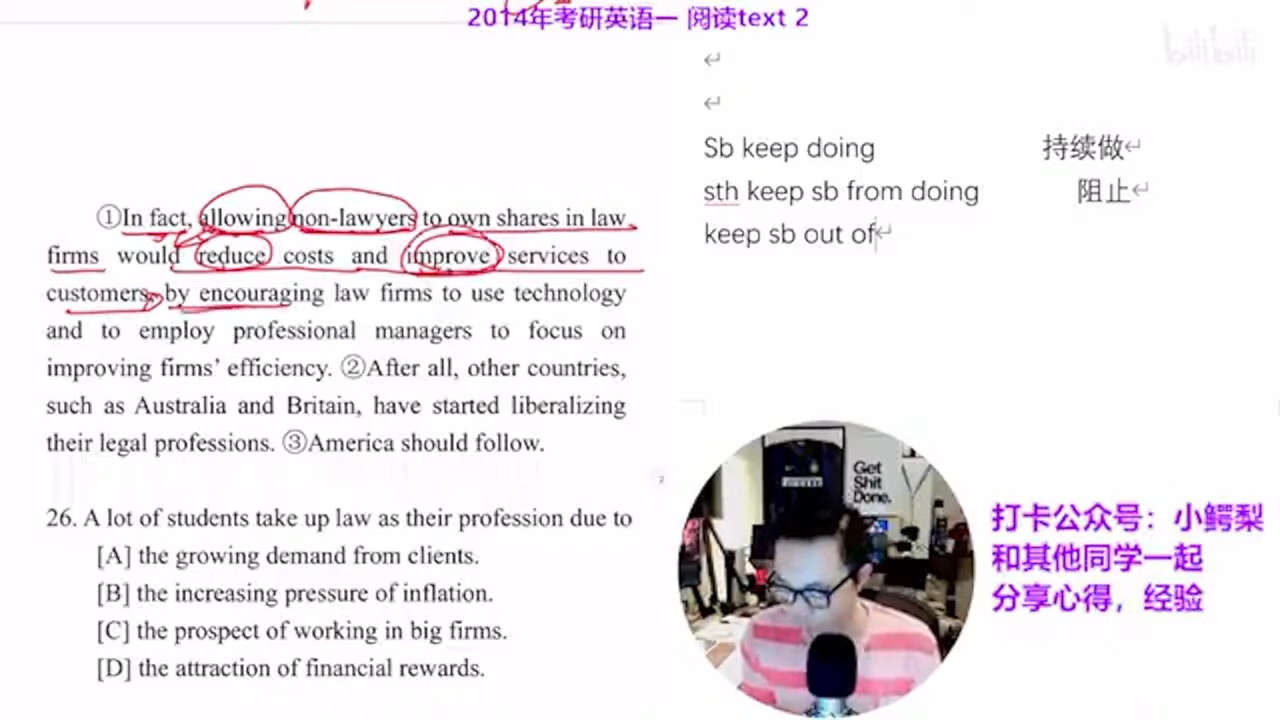 2014年考研英语一 阅读text 2
bilibili
Sb keep doing 持续做
sth keep sb from doing 阻止
keep sb out of
①In fact, allowing non-lawyers to own shares in law
firms would reduce costs and improve services to
customers, by encouraging law firms to use technology
and to employ professional managers to focus on
improving firms' efficiency. ②After all, other countries,
such as Australia and Britain, have started liberalizing
their legal professions. ③America should follow.
26. A lot of students take up law as their profession due to
[A] the growing demand from clients.
[B] the increasing pressure of inflation.
[C] the prospect of working in big firms.
[D] the attraction of financial rewards.
Get
Shit
Done.
PIRELLI
打卡公众号：小鳄梨
和其他同学一起
分享心得，经验